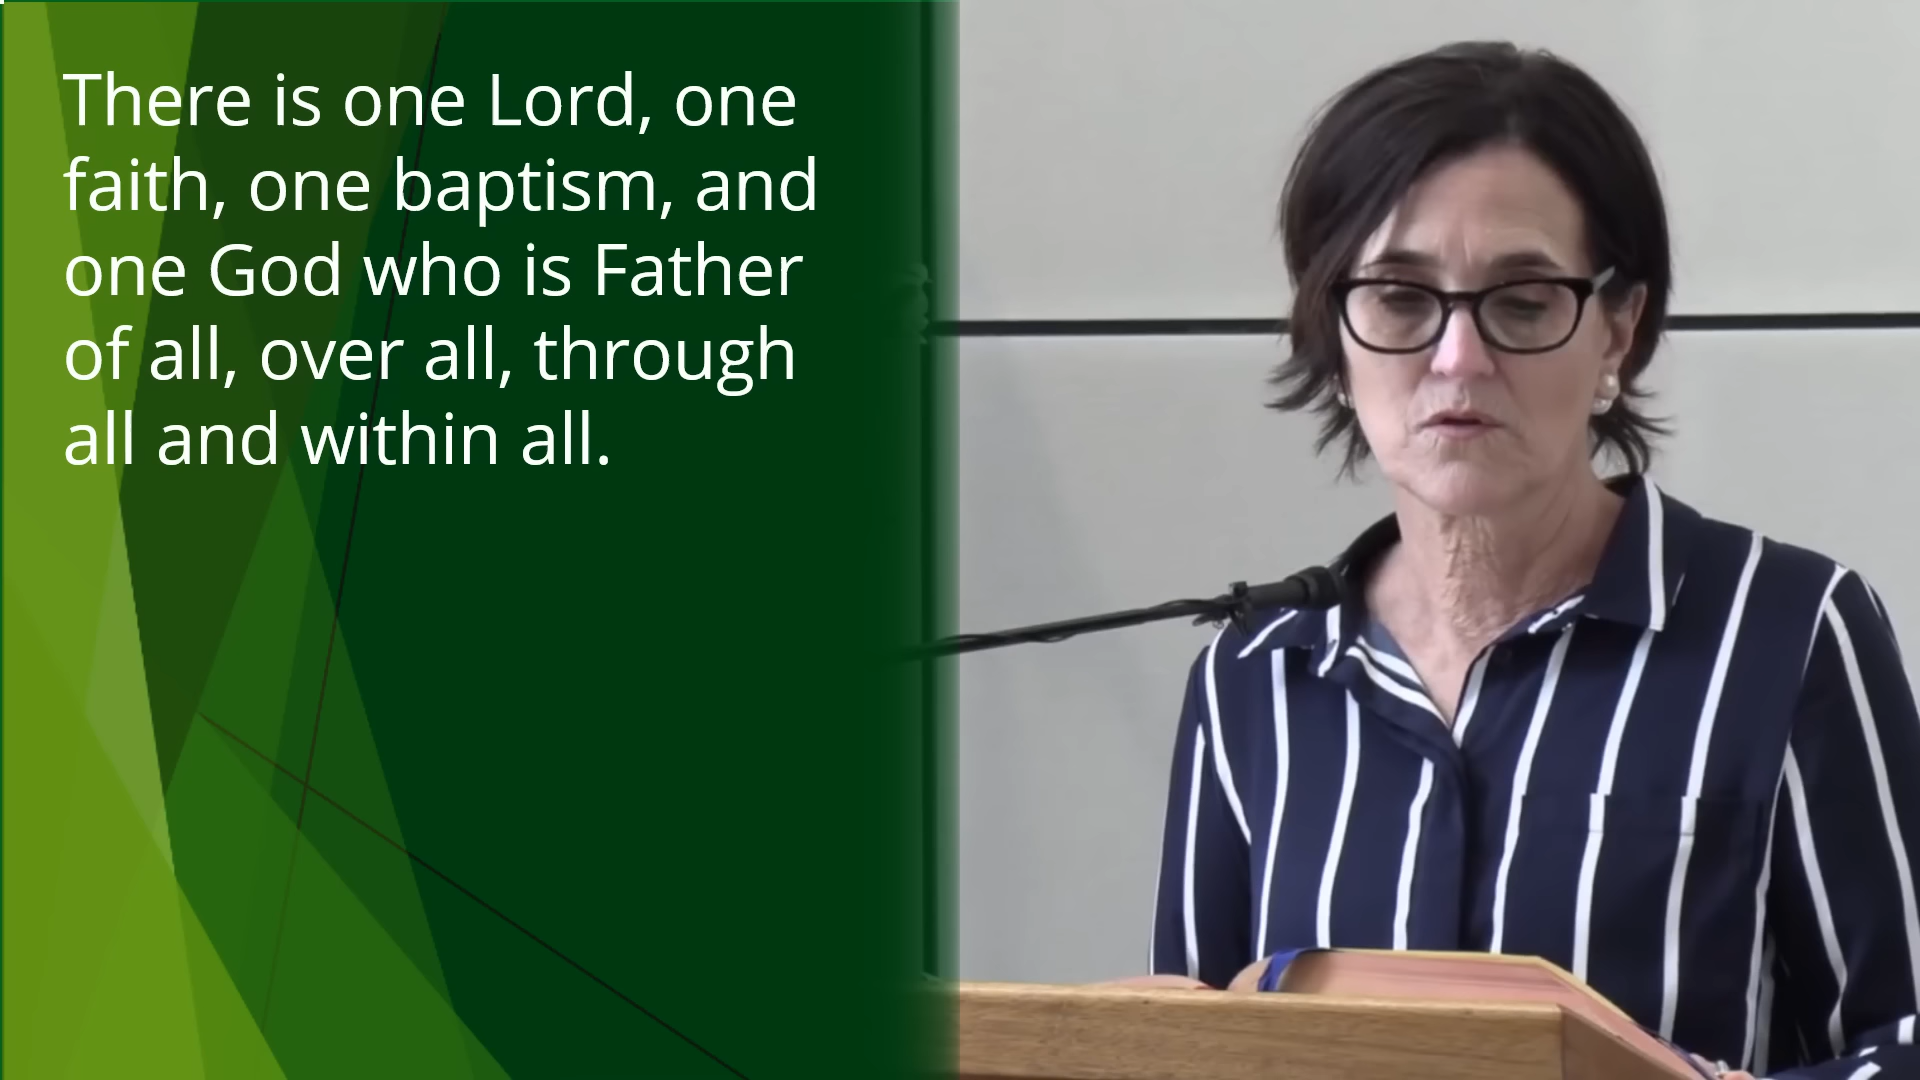 There is one Lord, one
faith, one baptism, and
one God who is Father
of all, over all, through
all and within all.